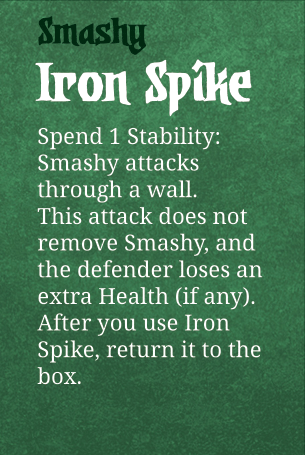 Smashy
Iron Spike
Spend 1 Stability:
Smashy attacks
through a wall.
This attack does not
remove Smashy, and
the defender loses an
extra Health (if any).
After you use Iron
Spike, return it to the
box.